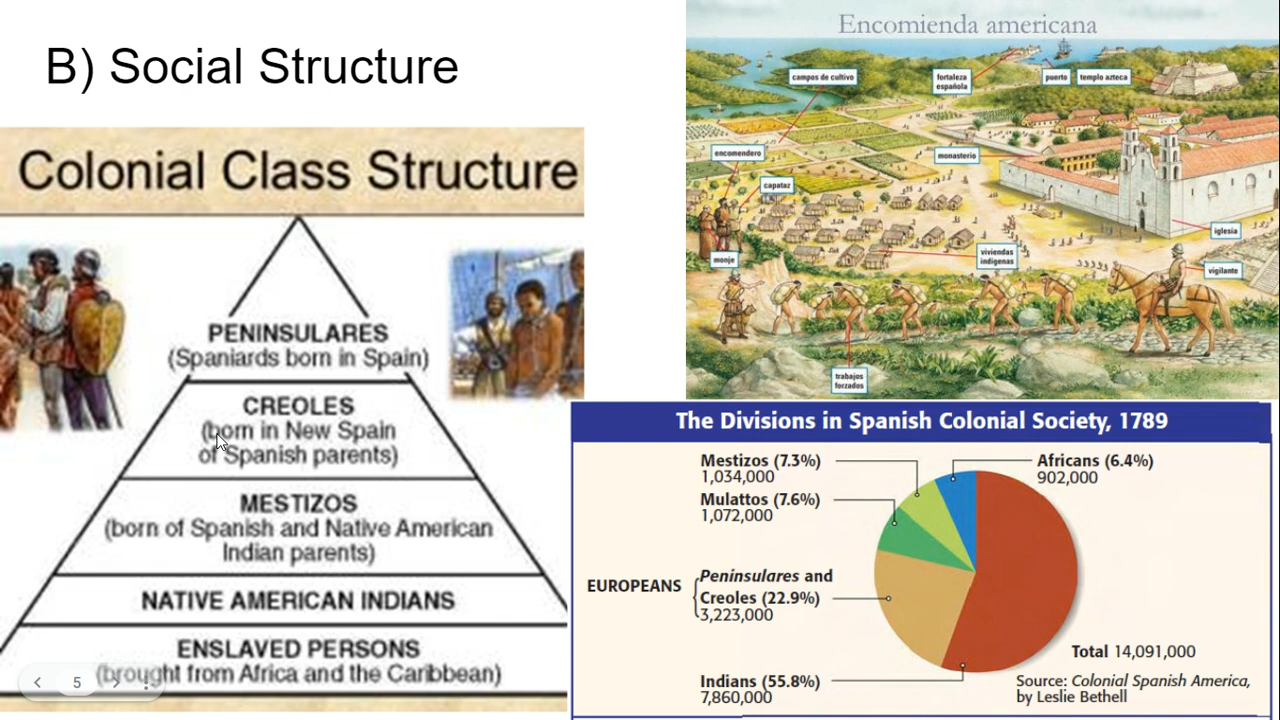 B) Social Structure
Colonial Class Structure
PENINSULARES
(Spaniards born in Spain)
CREOLES
(born in New Spain
of Spanish parents)
MESTIZOS
(born of Spanish and Native American
Indian parents)
NATIVE AMERICAN INDIANS
ENSLAVED PERSONS
(brought from Africa and the Caribbean)
5
Encomienda americana
campos de cultivo
fortaleza
española
puerto
templo azteca
encomendero
monasterio
capataz
iglesia
monje
viviendas
indígenas
vigilante
trabajos
forzados
The Divisions in Spanish Colonial Society, 1789
Mestizos (7.3%)
1,034,000
Africans (6.4%)
902,000
Mulattos (7.6%)
1,072,000
EUROPEANS
Peninsulares and
Creoles (22.9%)
3,223,000
Total 14,091,000
Indians (55.8%)
7,860,000
Source: Colonial Spanish America,
by Leslie Bethell